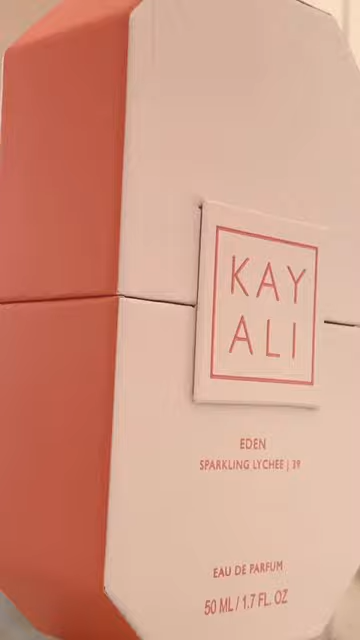 KAY
ALI
EDEN
SPARKLING LYCHEE | 39
EAU DE PARFUM
50 ML / 1.7 FL. OZ